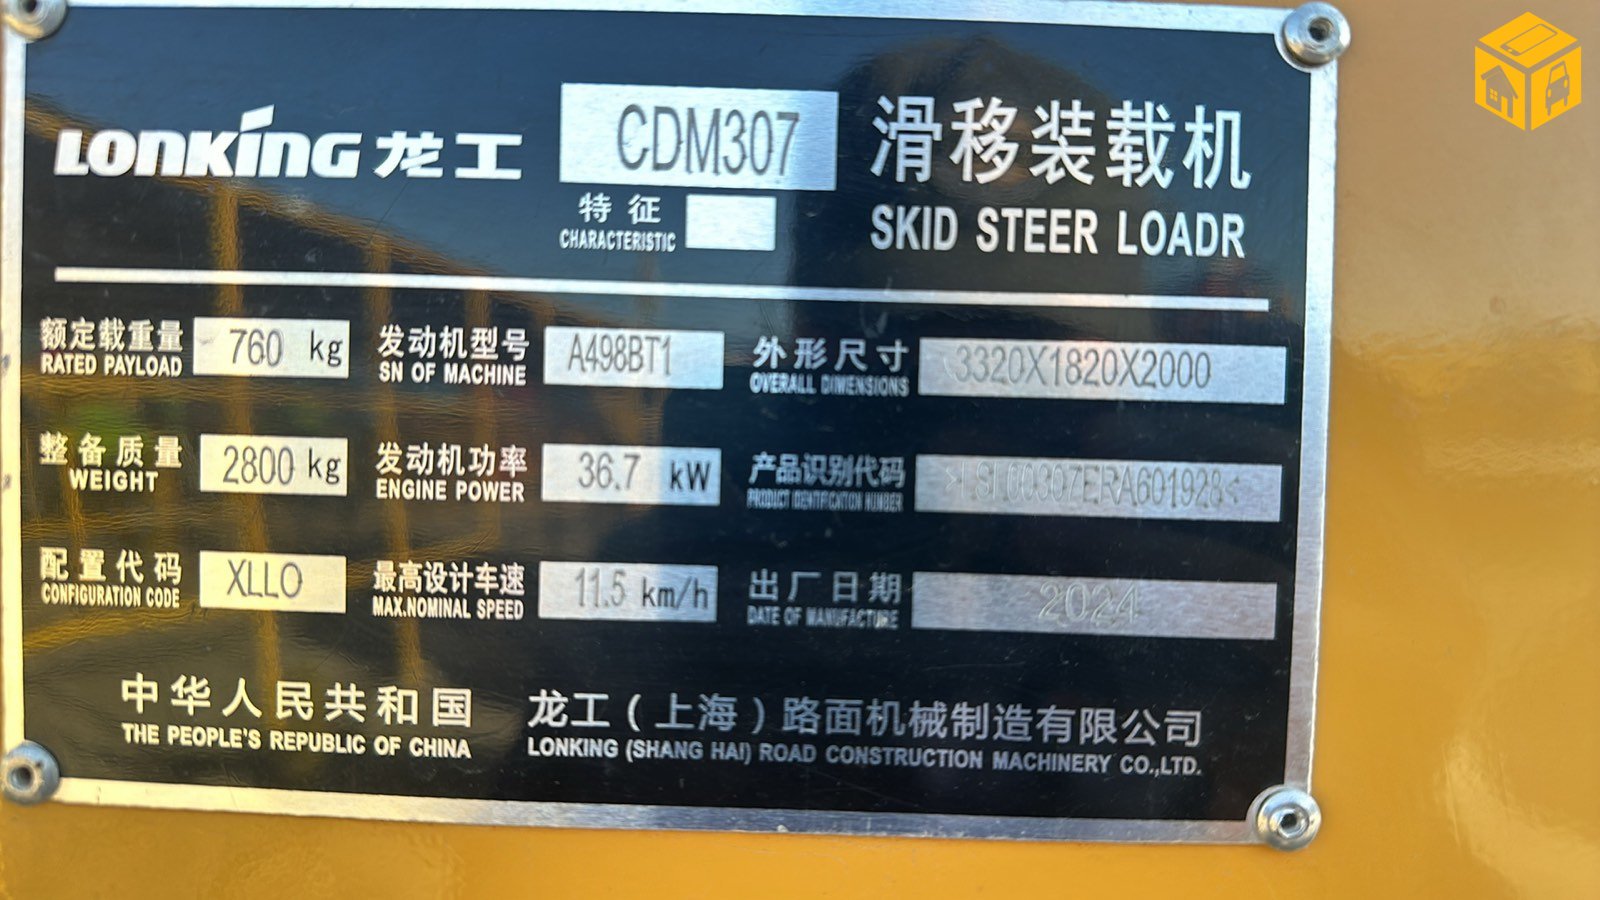 LONKING 龙工 CDM307 滑移装载机
特征
CHARACTERISTIC
SKID STEER LOADR
额定载重量 760 kg 发动机型号 A498BT1 外形尺寸 3320X1820X2000
RATED PAYLOAD SN OF MACHINE OVERALL DIMENSIONS
整备质量 2800 kg 发动机功率 36.7 kW 产品识别代码
WEIGHT ENGINE POWER PRODUCT IDENTIFICATION NUMBER
配置代码 XLLO 最高设计车速 11.5 km/h 出厂日期 2024
CONFIGURATION CODE MAX.NOMINAL SPEED DATE OF MANUFACTURE
中华人民共和国 龙工(上海)路面机械制造有限公司
THE PEOPLE'S REPUBLIC OF CHINA LONKING (SHANG HAI) ROAD CONSTRUCTION MACHINERY CO.,LTD.